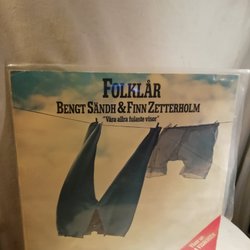 FOLKLÅR
BENGT SÄNDH & FINN ZETTERHOLM
"Våra allra fulaste visor"